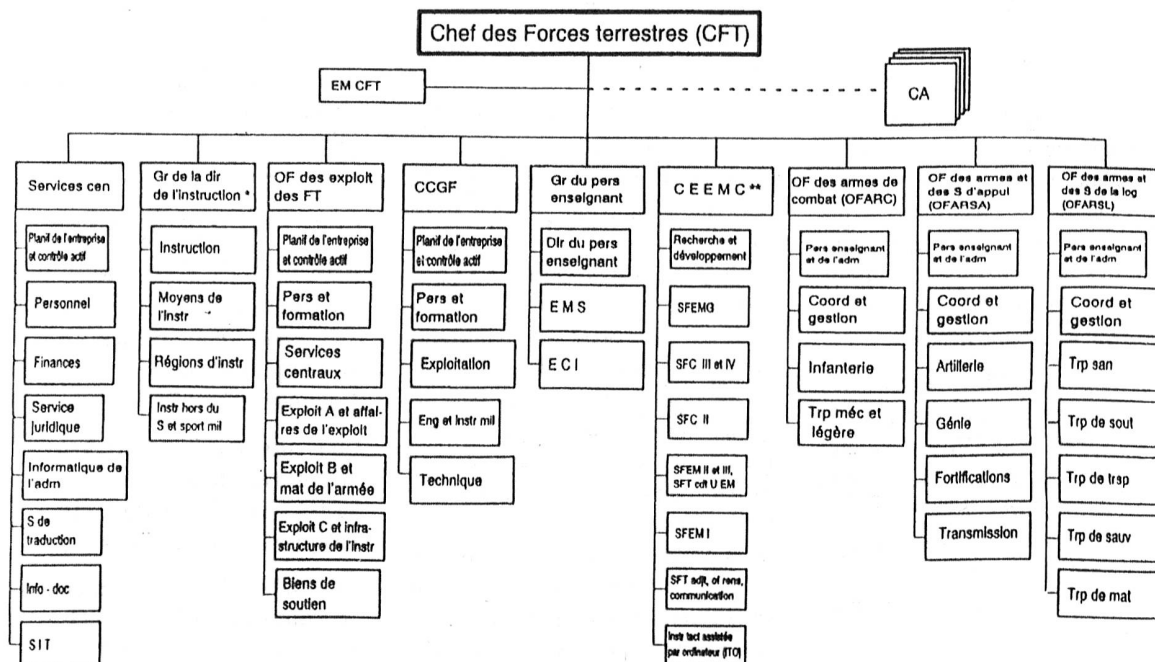 Chef des Forces terrestres (CFT)
EM CFT
CA
Services cen
Planif de l'entreprise
et contrôle actif
Personnel
Finances
Service
juridique
Informatique de
l'adm
S de
traduction
Info - doc
SIT
Gr de la dir
de l'instruction *
Instruction
Moyens de
l'instr
Régions d'instr
Instr hors du
S et sport mil
OF des exploit
des FT
Planif de l'entreprise
et contrôle actif
Pers et
formation
Services
centraux
Exploit A et affai-
res de l'exploit
Exploit B et
mat de l'armée
Exploit C et infra-
structure de l'instr
Biens de
soutien
CCGF
Planif de l'entreprise
et contrôle actif
Pers et
formation
Exploitation
Eng et instr mil
Technique
Gr du pers
enseignant
Dir du pers
enseignant
E M S
E C I
C E E M C **
Recherche et
développement
SFEMG
SFC III et IV
SFC II
SFEM II et III,
SFT cdt U EM
SFEM I
SFT adjt, of rens,
communication
Instr tact assistée
par ordinateur (ITO)
OF des armes de
combat (OFARC)
Pers enseignant
et de l'adm
Coord et
gestion
Infanterie
Trp méc et
légère
OF des armes et
des S d'appui
(OFARSA)
Pers enseignant
et de l'adm
Coord et
gestion
Artillerie
Génie
Fortifications
Transmission
OF des armes et
des S de la log
(OFARSL)
Pers enseignant
et de l'adm
Coord et
gestion
Trp san
Trp de sout
Trp de trsp
Trp de sauv
Trp de mat